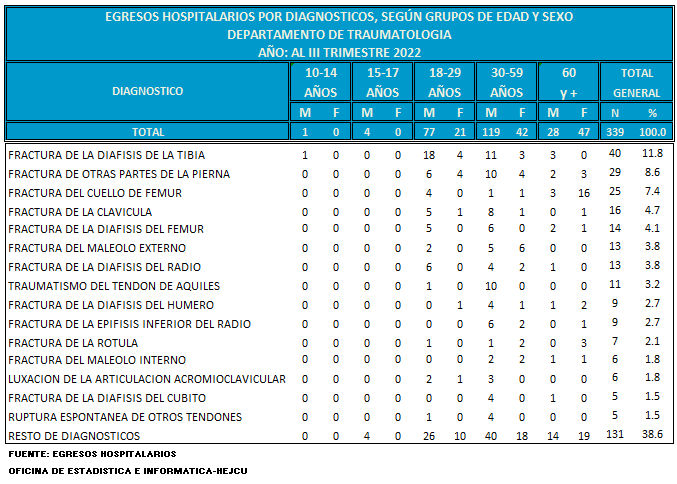 EGRESOS HOSPITALARIOS POR DIAGNOSTICOS, SEGÚN GRUPOS DE EDAD Y SEXO
DEPARTAMENTO DE TRAUMATOLOGIA
AÑO: AL III TRIMESTRE 2022
DIAGNOSTICO 10-14 AÑOS 15-17 AÑOS 18-29 AÑOS 30-59 AÑOS 60 y + TOTAL GENERAL
M F M F M F M F M F N %
TOTAL 1 0 4 0 77 21 119 42 28 47 339 100.0
FRACTURA DE LA DIAFISIS DE LA TIBIA 1 0 0 0 18 4 11 3 3 0 40 11.8
FRACTURA DE OTRAS PARTES DE LA PIERNA 0 0 0 0 6 4 10 4 2 3 29 8.6
FRACTURA DEL CUELLO DE FEMUR 0 0 0 0 4 0 1 1 3 16 25 7.4
FRACTURA DE LA CLAVICULA 0 0 0 0 5 1 8 1 0 1 16 4.7
FRACTURA DE LA DIAFISIS DEL FEMUR 0 0 0 0 5 0 6 0 2 1 14 4.1
FRACTURA DEL MALEOLO EXTERNO 0 0 0 0 2 0 5 6 0 0 13 3.8
FRACTURA DE LA DIAFISIS DEL RADIO 0 0 0 0 6 0 4 2 1 0 13 3.8
TRAUMATISMO DEL TENDON DE AQUILES 0 0 0 0 1 0 10 0 0 0 11 3.2
FRACTURA DE LA DIAFISIS DEL HUMERO 0 0 0 0 0 1 4 1 1 2 9 2.7
FRACTURA DE LA EPIFISIS INFERIOR DEL RADIO 0 0 0 0 0 0 6 2 0 1 9 2.7
FRACTURA DE LA ROTULA 0 0 0 0 1 0 1 2 0 3 7 2.1
FRACTURA DEL MALEOLO INTERNO 0 0 0 0 0 0 2 2 1 1 6 1.8
LUXACION DE LA ARTICULACION ACROMIOCLAVICULAR 0 0 0 0 2 1 3 0 0 0 6 1.8
FRACTURA DE LA DIAFISIS DEL CUBITO 0 0 0 0 0 0 4 0 1 0 5 1.5
RUPTURA ESPONTANEA DE OTROS TENDONES 0 0 0 0 1 0 4 0 0 0 5 1.5
RESTO DE DIAGNOSTICOS 0 0 4 0 26 10 40 18 14 19 131 38.6
FUENTE: EGRESOS HOSPITALARIOS
OFICINA DE ESTADISTICA E INFORMATICA-HEJCU